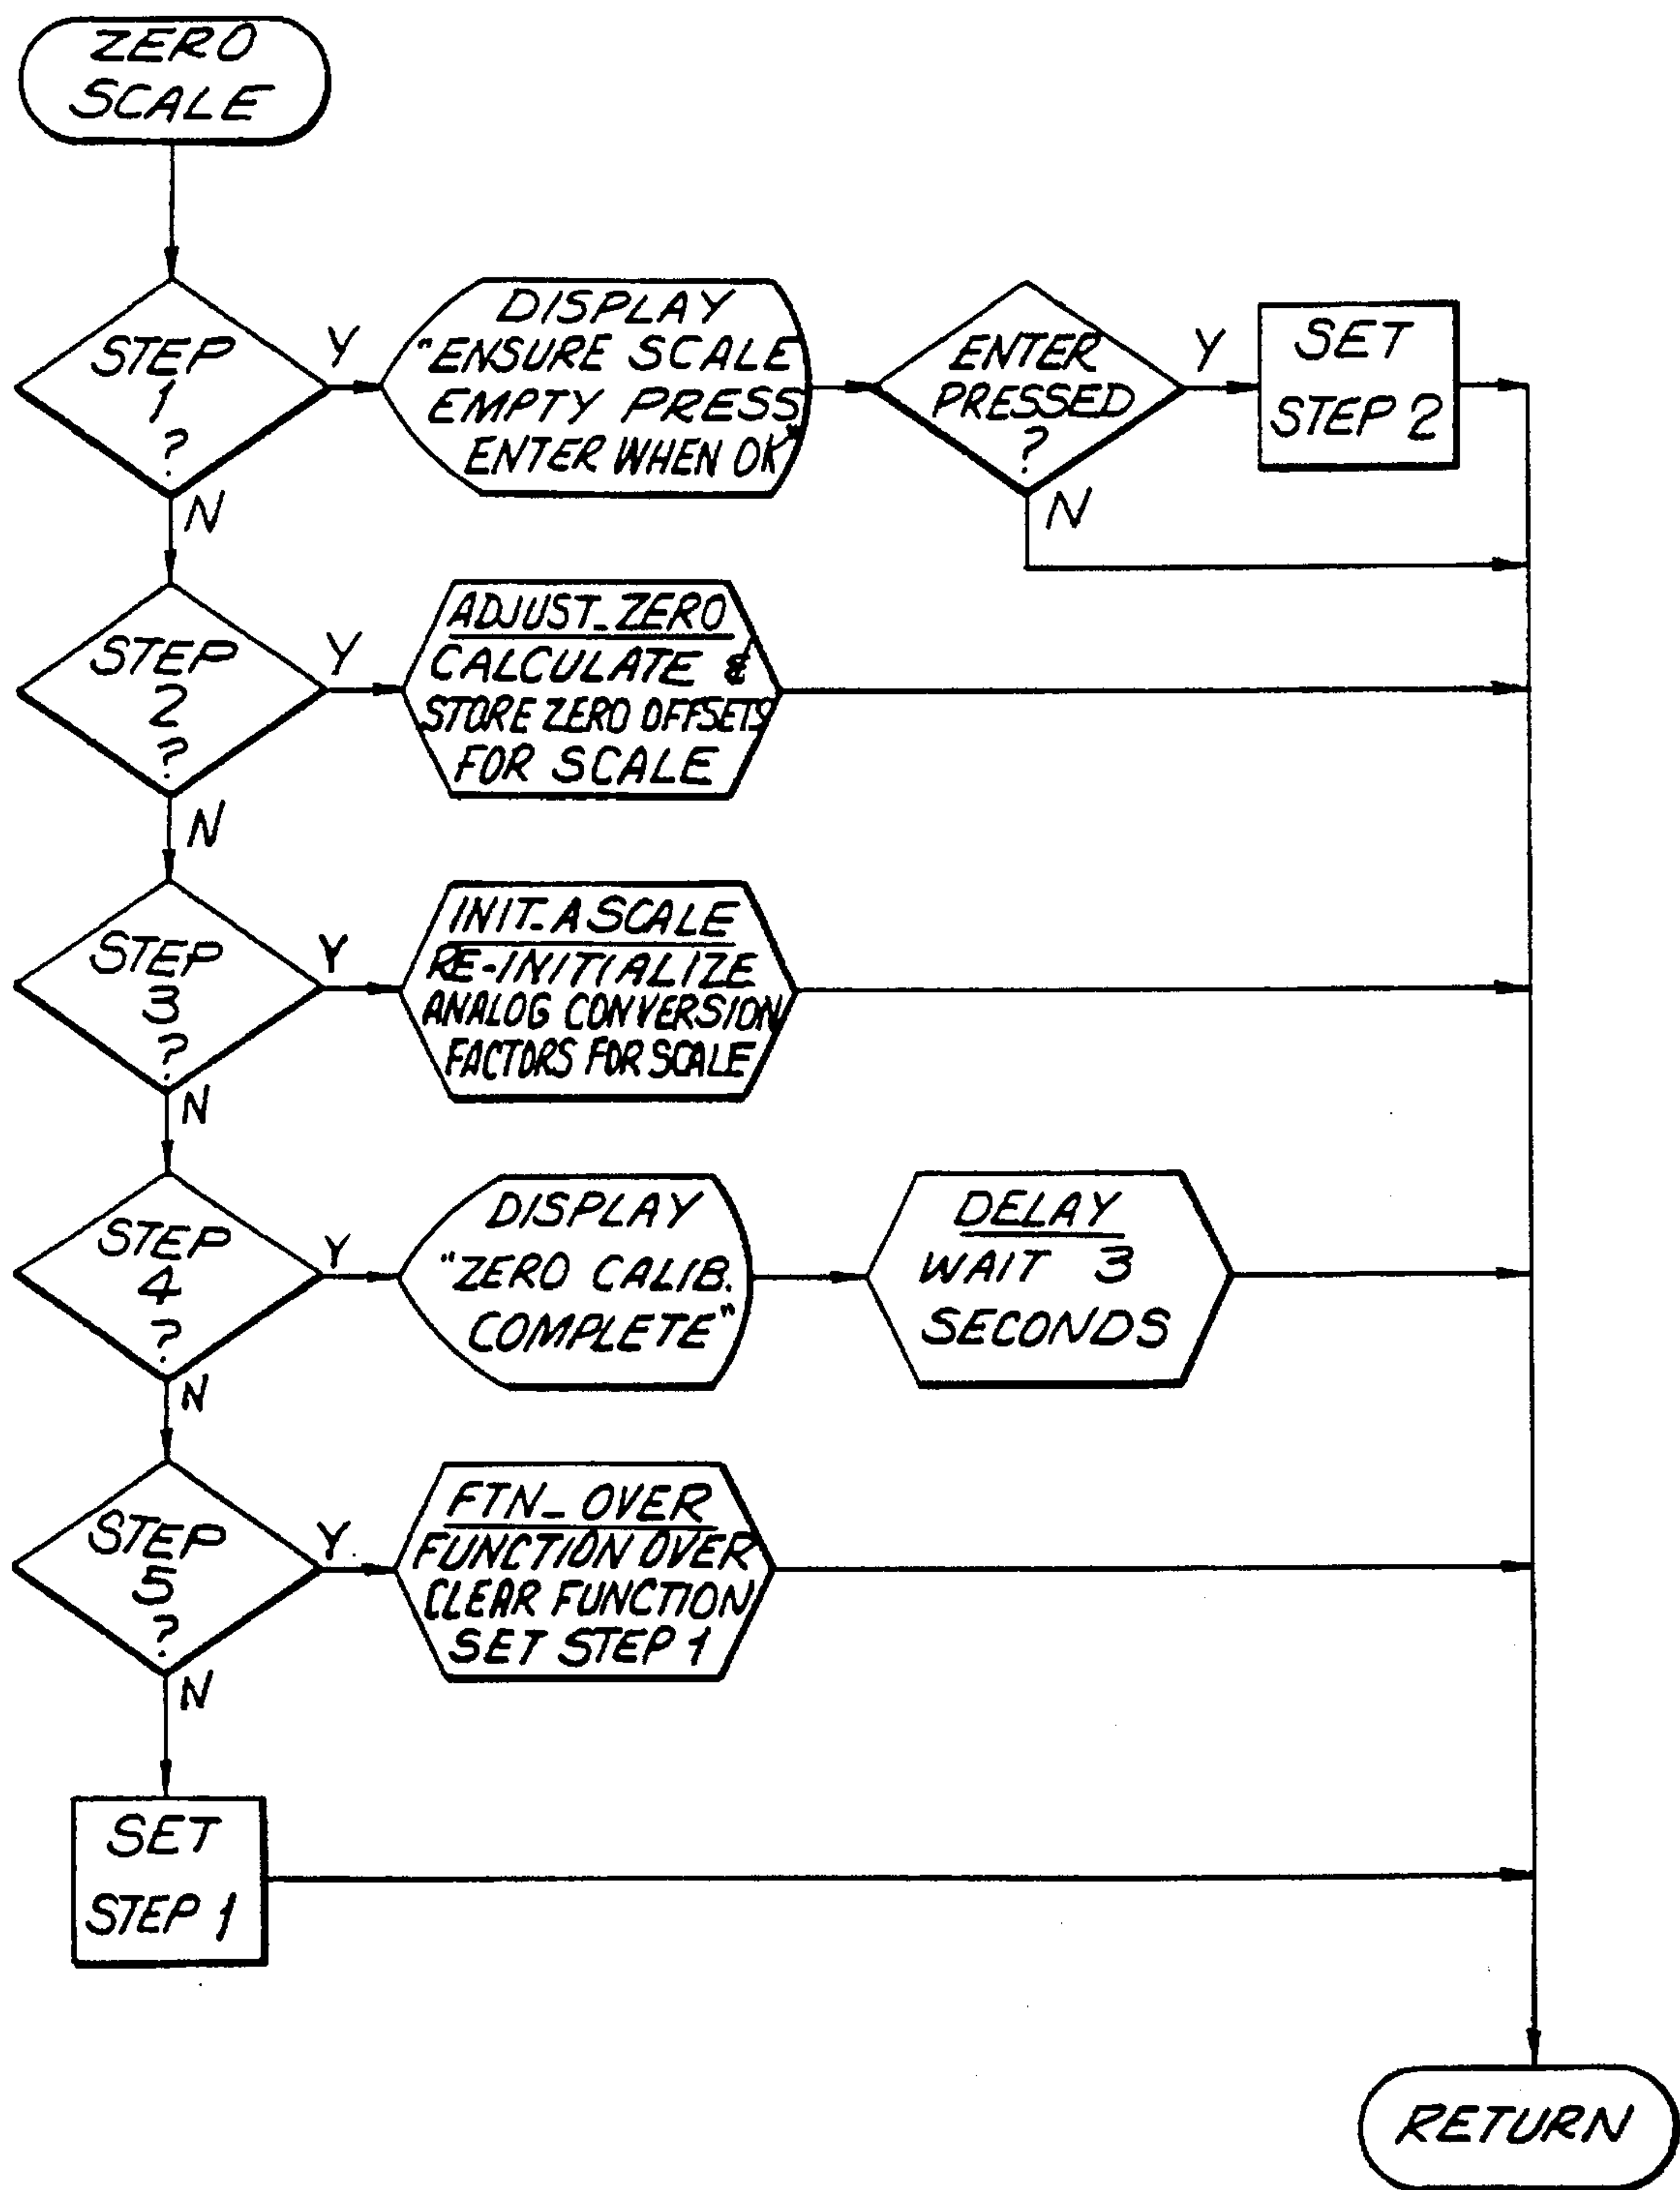 ZERO
SCALE
STEP
1
?
Y
N
DISPLAY
"ENSURE SCALE
EMPTY PRESS
ENTER WHEN OK"
ENTER
PRESSED
?
Y
N
SET
STEP 2
STEP
2
?
Y
N
ADJUST_ZERO
CALCULATE &
STORE ZERO OFFSETS
FOR SCALE
STEP
3
?
Y
N
INIT_ASCALE
RE-INITIALIZE
ANALOG CONVERSION
FACTORS FOR SCALE
STEP
4
?
Y
N
DISPLAY
"ZERO CALIB.
COMPLETE"
DELAY
WAIT 3
SECONDS
STEP
5
?
Y
N
FTN_OVER
FUNCTION OVER
CLEAR FUNCTION
SET STEP 1
SET
STEP 1
RETURN